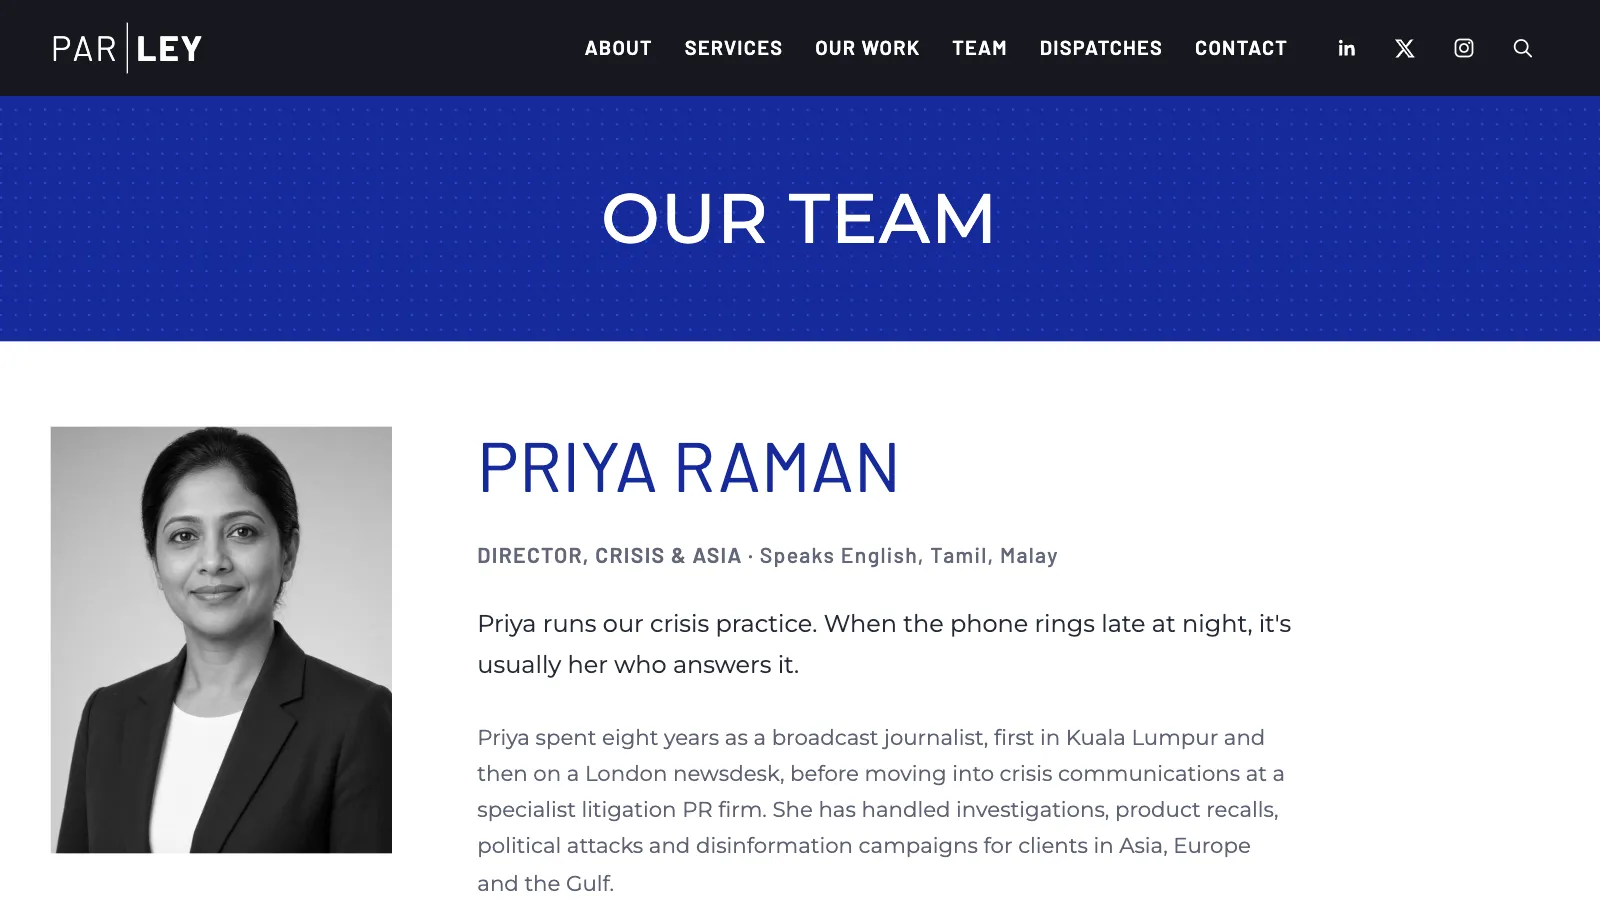 PAR|LEY
ABOUT SERVICES OUR WORK TEAM DISPATCHES CONTACT in X
OUR TEAM
PRIYA RAMAN
DIRECTOR, CRISIS & ASIA · Speaks English, Tamil, Malay
Priya runs our crisis practice. When the phone rings late at night, it's
usually her who answers it.
Priya spent eight years as a broadcast journalist, first in Kuala Lumpur and
then on a London newsdesk, before moving into crisis communications at a
specialist litigation PR firm. She has handled investigations, product recalls,
political attacks and disinformation campaigns for clients in Asia, Europe
and the Gulf.